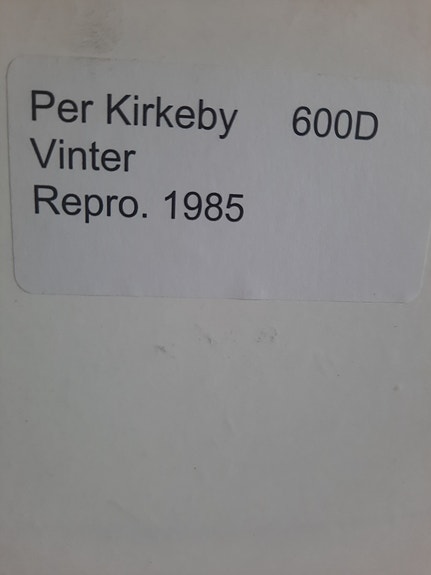 Per Kirkeby 600D
Vinter
Repro. 1985